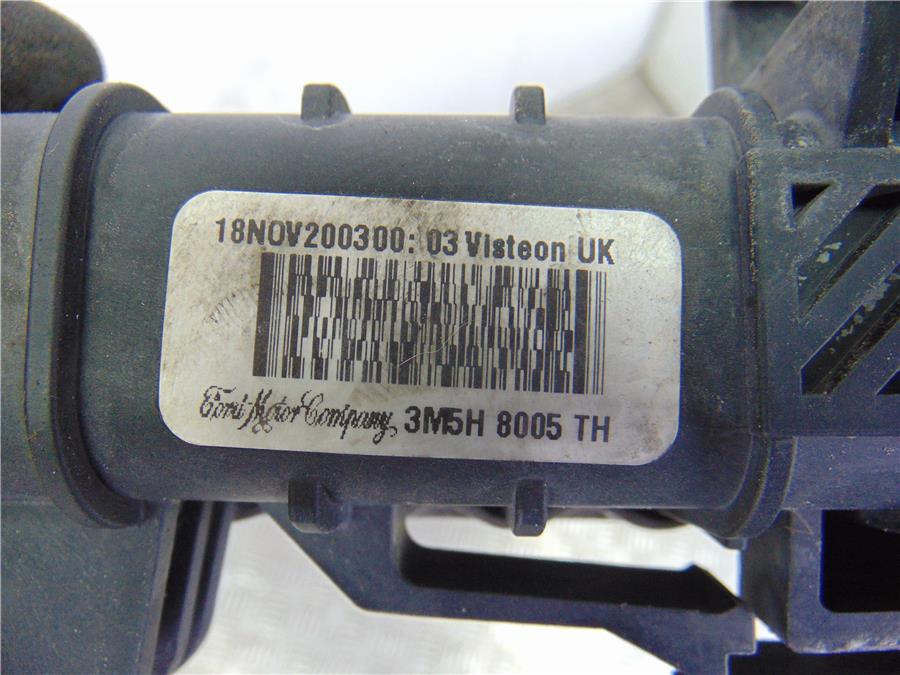 18NOV200300:03 Visteon UK
Ford Motor Company 3M5H 8005 TH